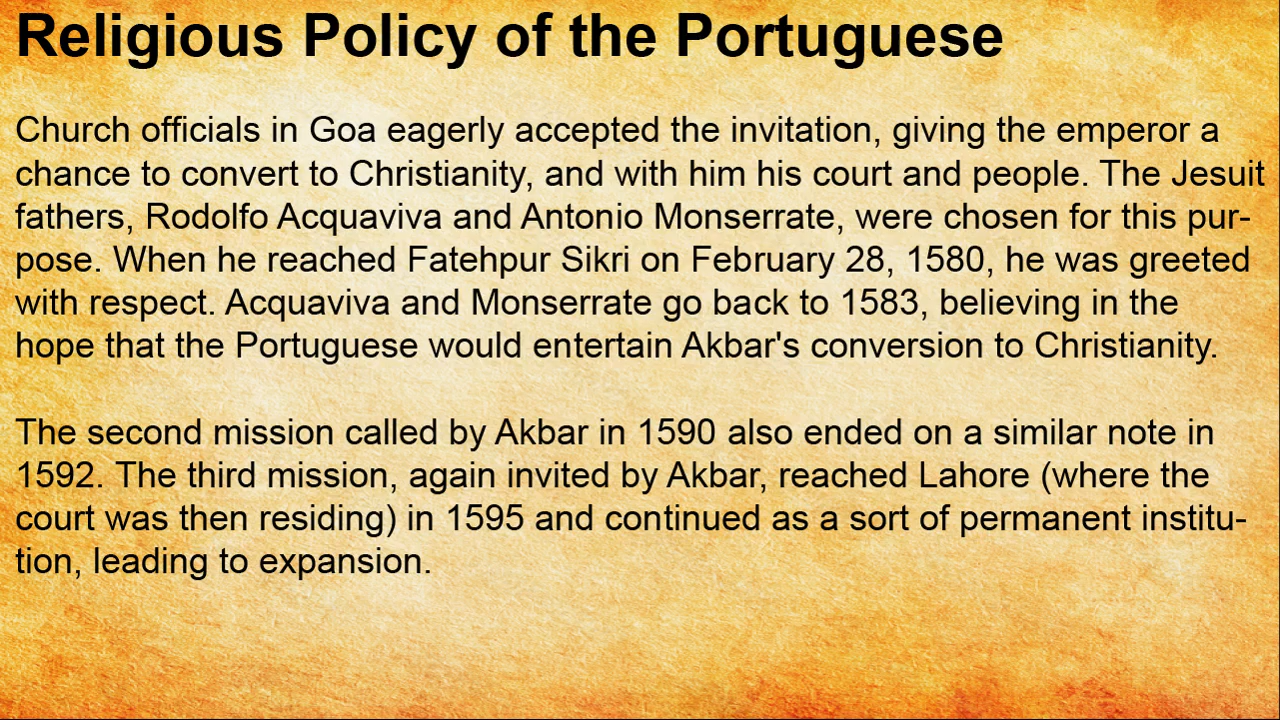 Religious Policy of the Portuguese
Church officials in Goa eagerly accepted the invitation, giving the emperor a
chance to convert to Christianity, and with him his court and people. The Jesuit
fathers, Rodolfo Acquaviva and Antonio Monserrate, were chosen for this pur-
pose. When he reached Fatehpur Sikri on February 28, 1580, he was greeted
with respect. Acquaviva and Monserrate go back to 1583, believing in the
hope that the Portuguese would entertain Akbar's conversion to Christianity.
The second mission called by Akbar in 1590 also ended on a similar note in
1592. The third mission, again invited by Akbar, reached Lahore (where the
court was then residing) in 1595 and continued as a sort of permanent institu-
tion, leading to expansion.